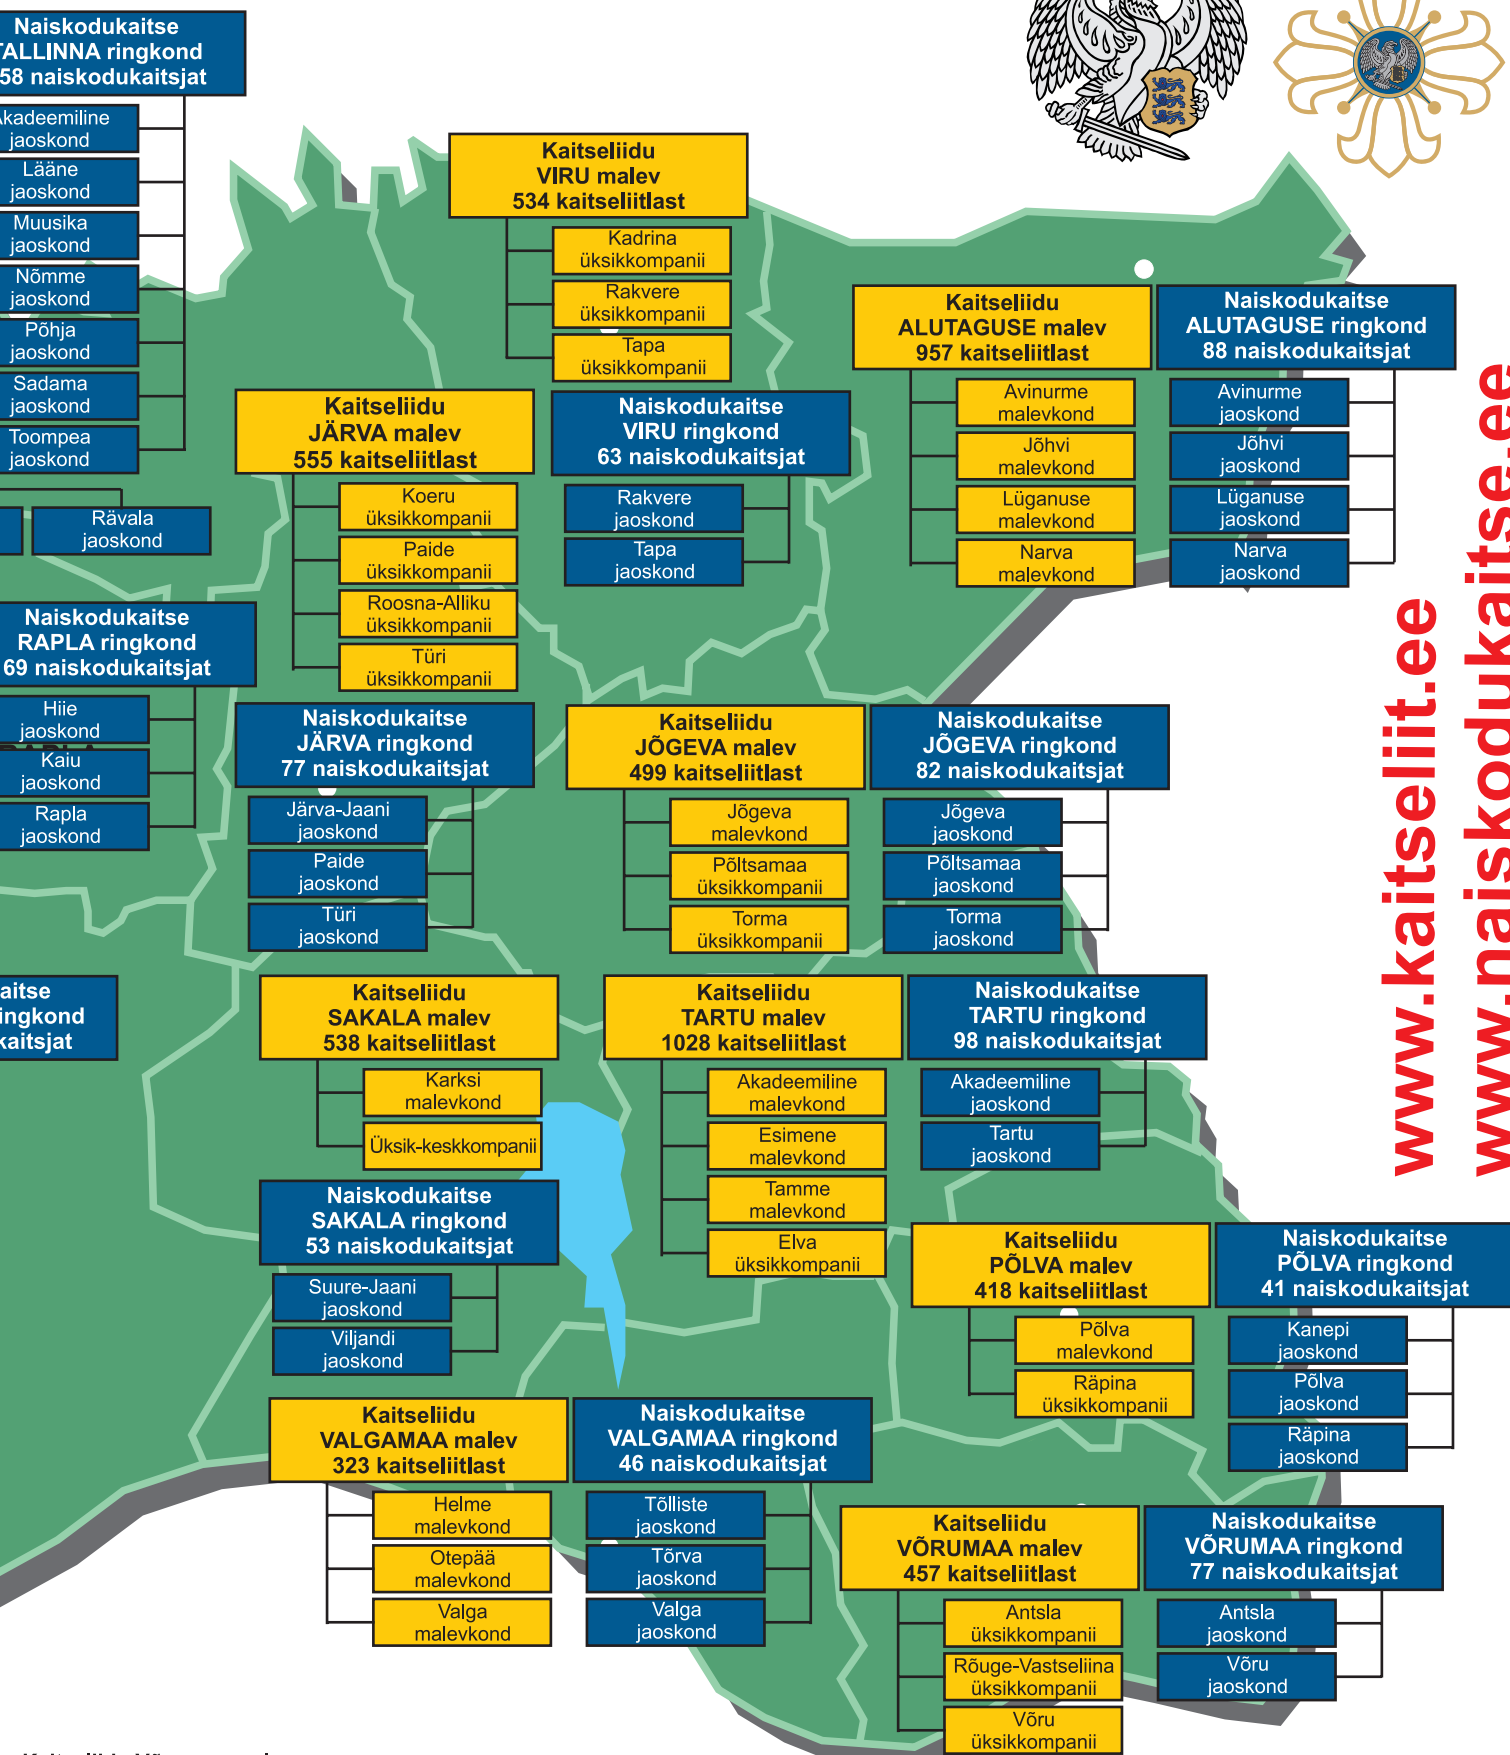 Naiskodukaitse
TALLINNA ringkond
58 naiskodukaitsjat
Akadeemiline
jaoskond
Lääne
jaoskond
Muusika
jaoskond
Nõmme
jaoskond
Põhja
jaoskond
Sadama
jaoskond
Toompea
jaoskond
Rävala
jaoskond
Naiskodukaitse
RAPLA ringkond
69 naiskodukaitsjat
Hiie
jaoskond
RAPLA
Kaiu
jaoskond
Rapla
jaoskond
aitse
ingkond
kaitsjat
Kaitseliidu
VIRU malev
534 kaitseliitlast
Kadrina
üksikkompanii
Rakvere
üksikkompanii
Tapa
üksikkompanii
Naiskodukaitse
VIRU ringkond
63 naiskodukaitsjat
Rakvere
jaoskond
Tapa
jaoskond
Kaitseliidu
ALUTAGUSE malev
957 kaitseliitlast
Avinurme
malevkond
Jõhvi
malevkond
Lüganuse
malevkond
Narva
malevkond
Naiskodukaitse
ALUTAGUSE ringkond
88 naiskodukaitsjat
Avinurme
jaoskond
Jõhvi
jaoskond
Lüganuse
jaoskond
Narva
jaoskond
Kaitseliidu
JÄRVA malev
555 kaitseliitlast
Koeru
üksikkompanii
Paide
üksikkompanii
Roosna-Alliku
üksikkompanii
Türi
üksikkompanii
Naiskodukaitse
JÄRVA ringkond
77 naiskodukaitsjat
Järva-Jaani
jaoskond
Paide
jaoskond
Türi
jaoskond
Kaitseliidu
JÕGEVA malev
499 kaitseliitlast
Jõgeva
malevkond
Põltsamaa
üksikkompanii
Torma
üksikkompanii
Naiskodukaitse
JÕGEVA ringkond
82 naiskodukaitsjat
Jõgeva
jaoskond
Põltsamaa
jaoskond
Torma
jaoskond
Kaitseliidu
SAKALA malev
538 kaitseliitlast
Karksi
malevkond
Üksik-keskkompanii
Naiskodukaitse
SAKALA ringkond
53 naiskodukaitsjat
Suure-Jaani
jaoskond
Viljandi
jaoskond
Kaitseliidu
TARTU malev
1028 kaitseliitlast
Akadeemiline
malevkond
Esimene
malevkond
Tamme
malevkond
Elva
üksikkompanii
Naiskodukaitse
TARTU ringkond
98 naiskodukaitsjat
Akadeemiline
jaoskond
Tartu
jaoskond
Kaitseliidu
PÕLVA malev
418 kaitseliitlast
Põlva
malevkond
Räpina
üksikkompanii
Naiskodukaitse
PÕLVA ringkond
41 naiskodukaitsjat
Kanepi
jaoskond
Põlva
jaoskond
Räpina
jaoskond
Kaitseliidu
VALGAMAA malev
323 kaitseliitlast
Helme
malevkond
Otepää
malevkond
Valga
malevkond
Naiskodukaitse
VALGAMAA ringkond
46 naiskodukaitsjat
Tõlliste
jaoskond
Tõrva
jaoskond
Valga
jaoskond
Kaitseliidu
VÕRUMAA malev
457 kaitseliitlast
Antsla
üksikkompanii
Rõuge-Vastseliina
üksikkompanii
Võru
üksikkompanii
Naiskodukaitse
VÕRUMAA ringkond
77 naiskodukaitsjat
Antsla
jaoskond
Võru
jaoskond
www.kaitseliit.ee
www.naiskodukaitse.ee